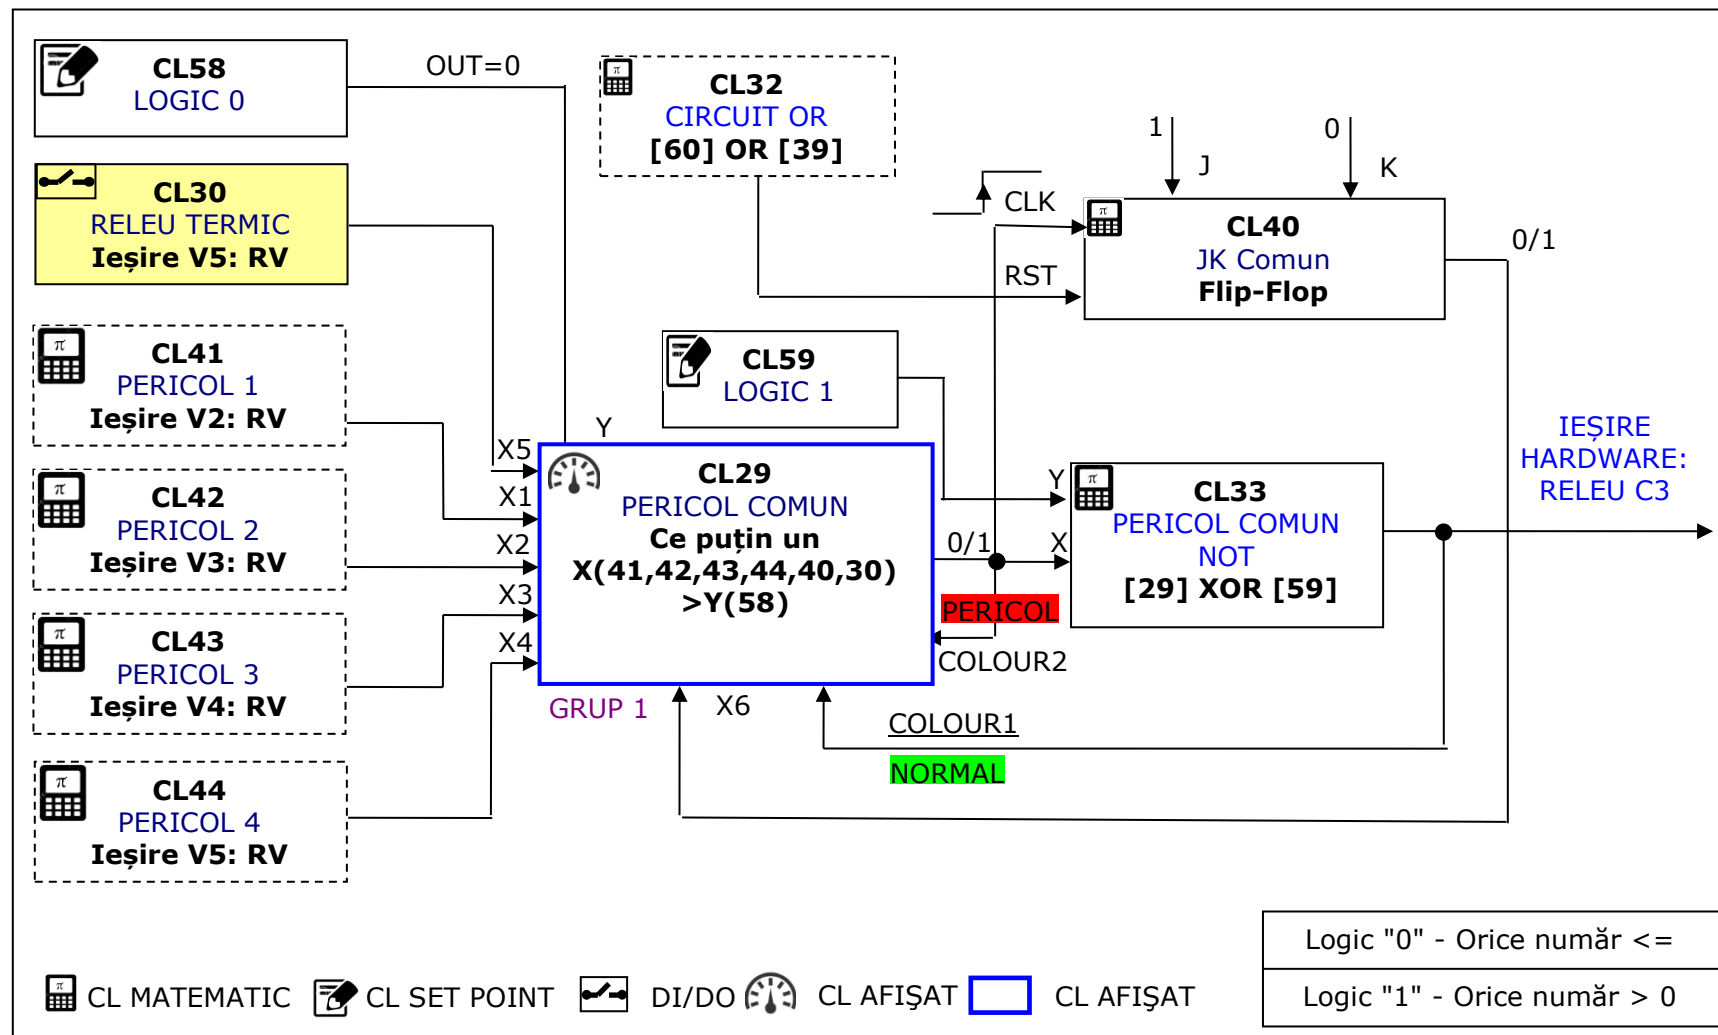 CL58
LOGIC 0
OUT=0
CL30
RELEU TERMIC
Ieșire V5: RV
CL41
PERICOL 1
Ieșire V2: RV
CL42
PERICOL 2
Ieșire V3: RV
CL43
PERICOL 3
Ieșire V4: RV
CL44
PERICOL 4
Ieșire V5: RV
CL32
CIRCUIT OR
[60] OR [39]
1
J
0
K
CLK
RST
CL40
JK Comun
Flip-Flop
0/1
CL59
LOGIC 1
Y
X5
X1
X2
X3
X4
CL29
PERICOL COMUN
Ce puțin un
X(41,42,43,44,40,30)
>Y(58)
GRUP 1
X6
0/1
PERICOL
COLOUR2
COLOUR1
NORMAL
Y
X
CL33
PERICOL COMUN
NOT
[29] XOR [59]
IEȘIRE
HARDWARE:
RELEU C3
Logic "0" - Orice număr <=
Logic "1" - Orice număr > 0
CL MATEMATIC
CL SET POINT
DI/DO
CL AFIŞAT
CL AFIŞAT